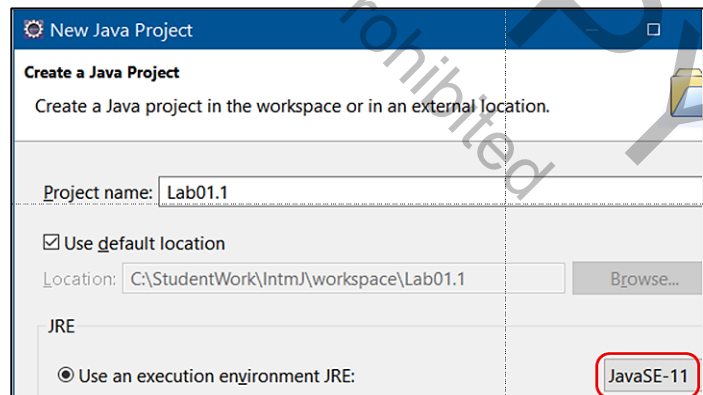 New Java Project
Create a Java Project
Create a Java project in the workspace or in an external location.
Project name: Lab01.1
Use default location
Location: C:\StudentWork\IntmJ\workspace\Lab01.1 Browse...
JRE
Use an execution environment JRE: JavaSE-11
rohibited
PY